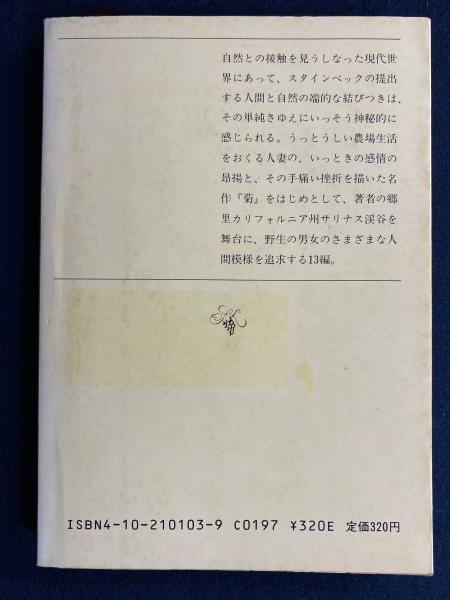 自然との接触を見うしなった現代世
界にあって、スタインベックの提出
する人間と自然の端的な結びつきは、
その単純さゆえにいっそう神秘的に
感じられる。うっとうしい農場生活
をおくる人妻の、いっときの感情の
昂揚と、その手痛い挫折を描いた名
作『菊』をはじめとして、著者の郷
里カリフォルニア州サリナス渓谷を
舞台に、野生の男女のさまざまな人
間模様を追求する13編。
ISBN4-10-210103-9 C0197 ¥320E 定価320円